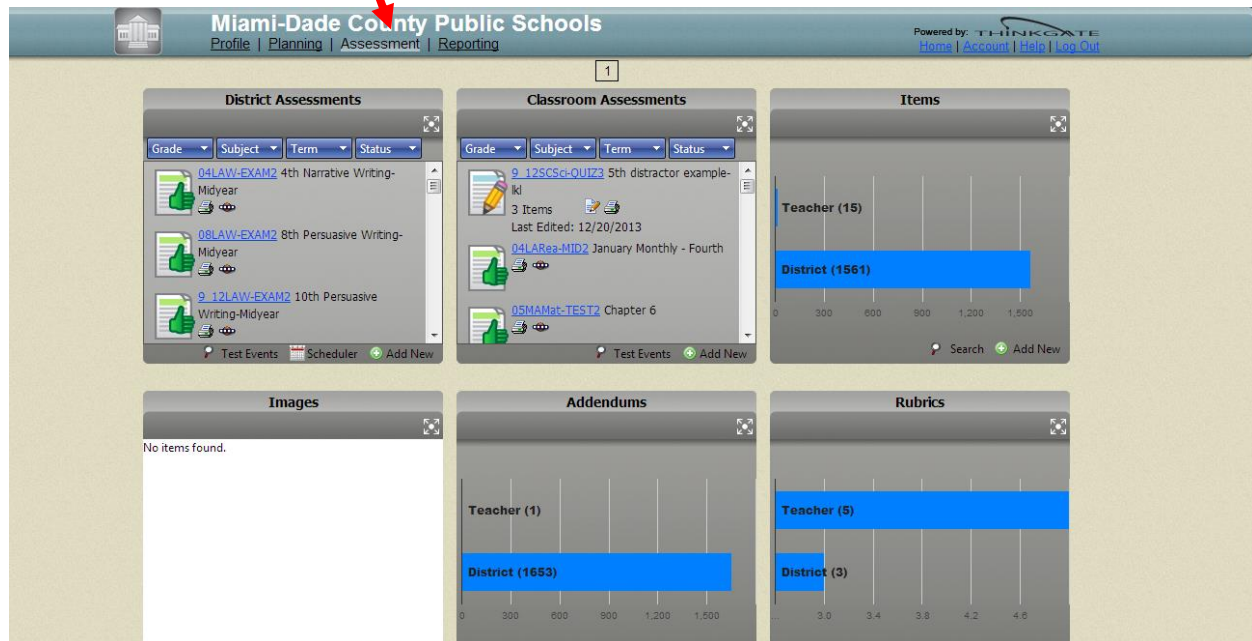 Miami-Dade County Public Schools
Profile | Planning | Assessment | Reporting
Powered by: THINKGATE
Home | Account | Help | Log Out
1
District Assessments
Grade Subject Term Status
04LAW-EXAM2 4th Narrative Writing-
Midyear
08LAW-EXAM2 8th Persuasive Writing-
Midyear
9_12LAW-EXAM2 10th Persuasive
Writing-Midyear
Test Events Scheduler Add New
Classroom Assessments
Grade Subject Term Status
9_12SCSci-QUIZ3 5th distractor example-
lkl
3 Items
Last Edited: 12/20/2013
04LARea-MID2 January Monthly - Fourth
05MAMat-TEST2 Chapter 6
Test Events Add New
Items
Teacher (15)
District (1561)
0 300 600 900 1,200 1,500
Search Add New
Images
No items found.
Addendums
Teacher (1)
District (1653)
0 300 600 900 1,200 1,500
Rubrics
Teacher (5)
District (3)
... 3.0 3.4 3.8 4.2 4.6